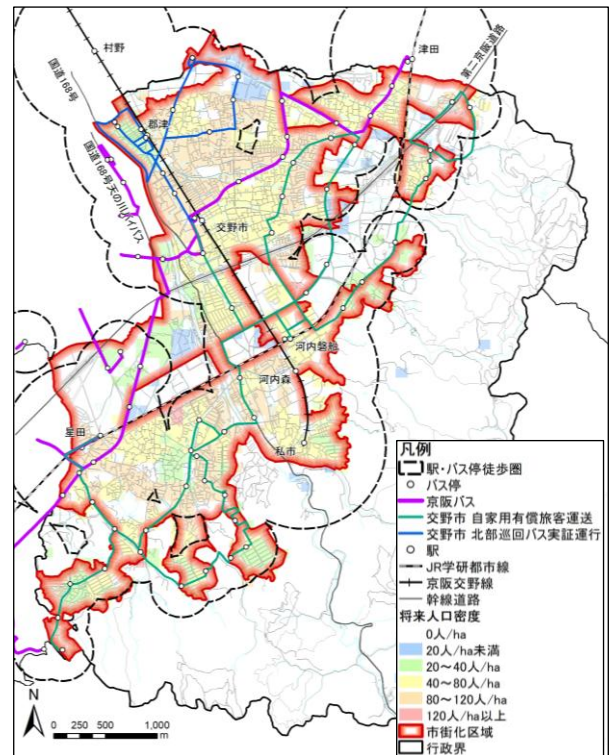 村野
津田
第二京阪道路
国道168号
郡津
国道168号天の川バイパス
交野市
河内磐船
河内森
星田
私市
凡例
駅・バス停徒歩圏
バス停
京阪バス
交野市 自家用有償旅客運送
交野市 北部巡回バス実証運行
駅
JR学研都市線
京阪交野線
幹線道路
将来人口密度
0人/ha
20人/ha未満
20～40人/ha
40～80人/ha
80～120人/ha
120人/ha以上
市街化区域
行政界
N
0 250 500 1,000
m